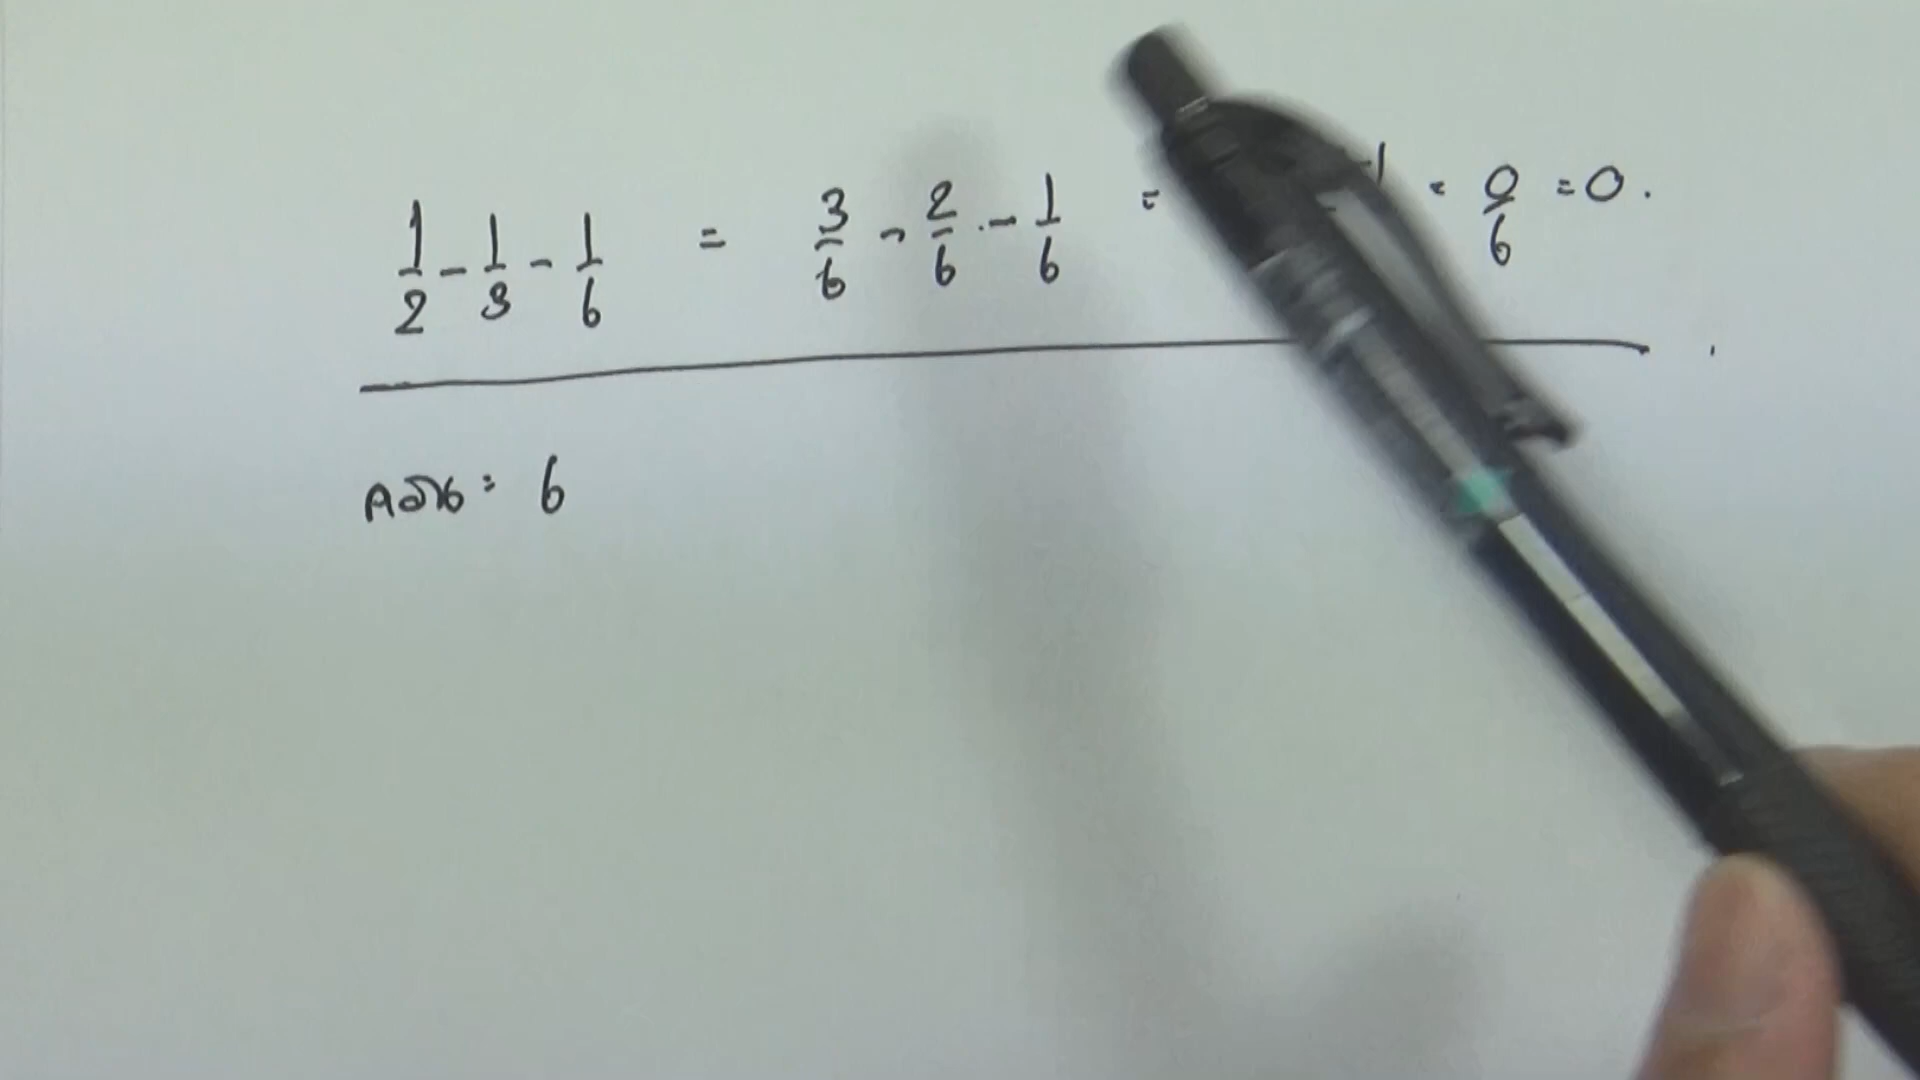 1/2 - 1/3 - 1/6 = 3/6 - 2/6 - 1/6 = -1 = 0/6 = 0.
ครน = 6